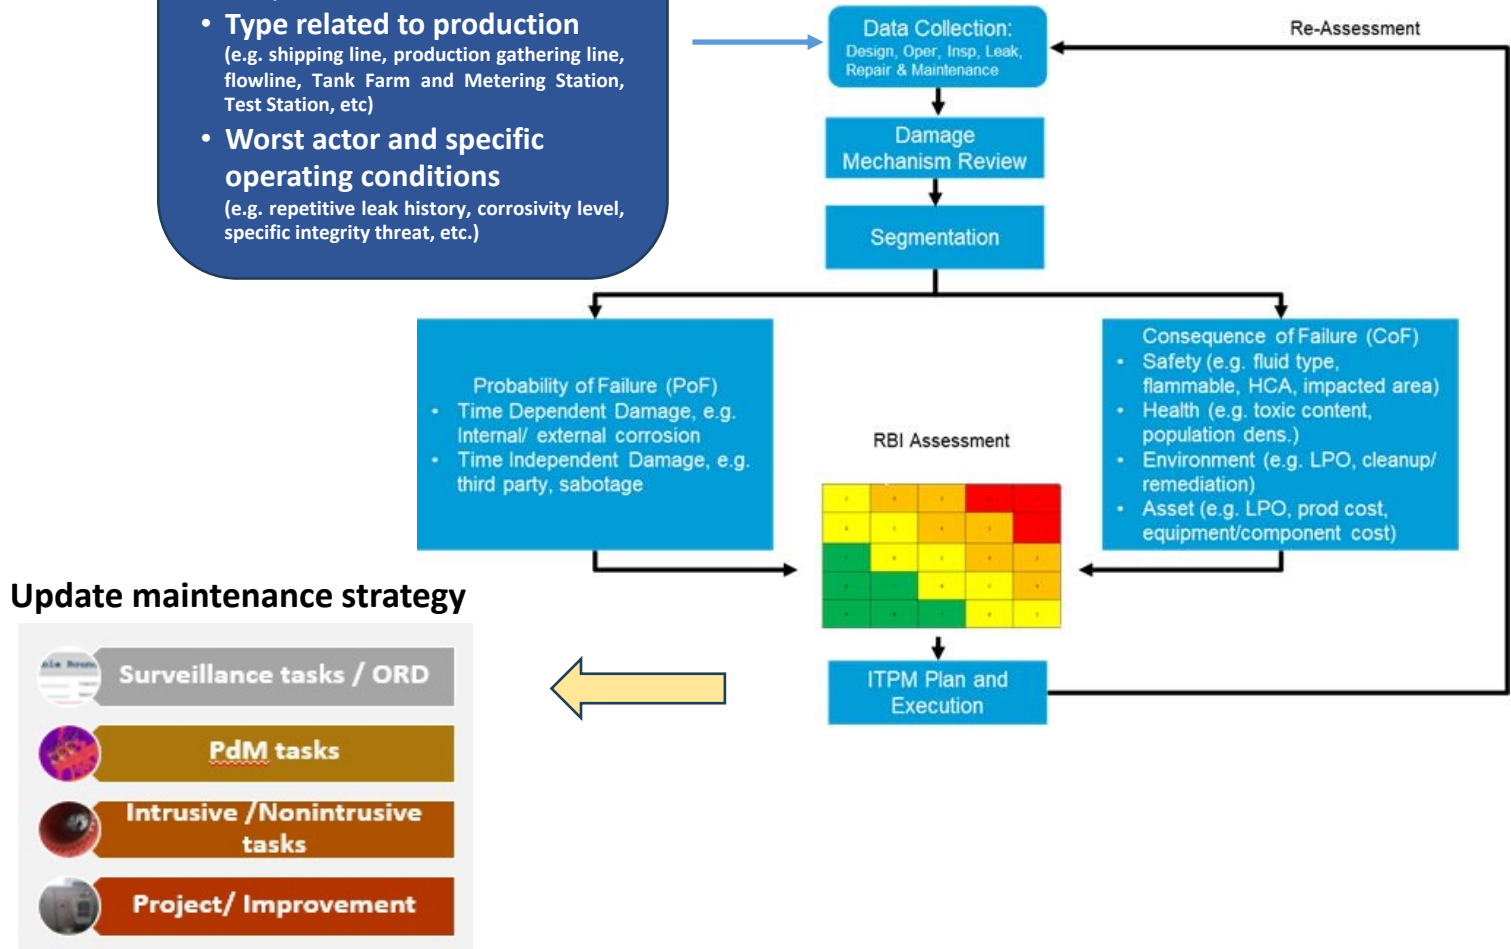 • Type related to production
(e.g. shipping line, production gathering line,
flowline, Tank Farm and Metering Station,
Test Station, etc)
• Worst actor and specific
operating conditions
(e.g. repetitive leak history, corrosivity level,
specific integrity threat, etc.)
Data Collection:
Design, Oper, Insp, Leak,
Repair & Maintenance
Re-Assessment
Damage
Mechanism Review
Segmentation
Probability of Failure (PoF)
• Time Dependent Damage, e.g.
Internal/ external corrosion
• Time Independent Damage, e.g.
third party, sabotage
Consequence of Failure (CoF)
• Safety (e.g. fluid type,
flammable, HCA, impacted area)
• Health (e.g. toxic content,
population dens.)
• Environment (e.g. LPO, cleanup/
remediation)
• Asset (e.g. LPO, prod cost,
equipment/component cost)
RBI Assessment
ITPM Plan and
Execution
Update maintenance strategy
Surveillance tasks / ORD
PdM tasks
Intrusive /Nonintrusive
tasks
Project/ Improvement